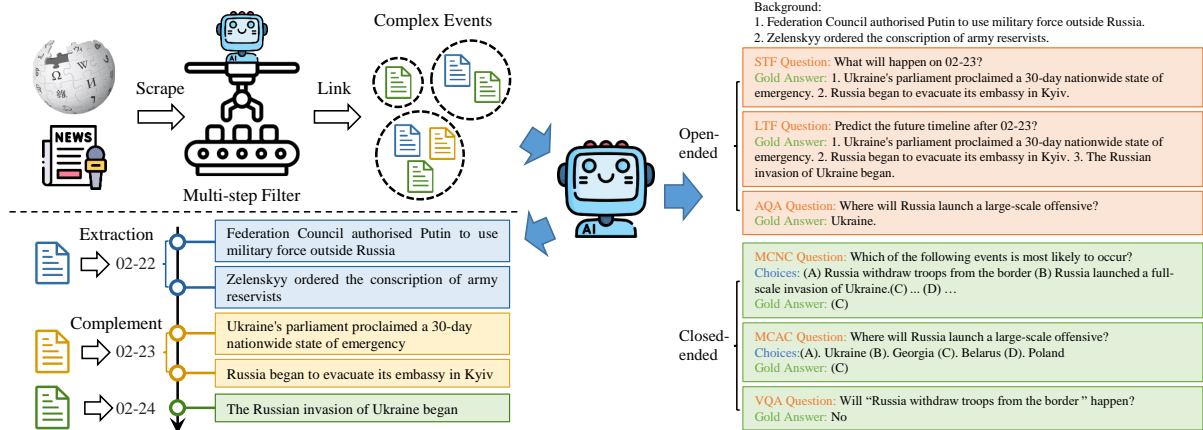 Complex Events
Scrape
Link
NEWS
AI
Multi-step Filter
AI
Extraction
02-22
Federation Council authorised Putin to use
military force outside Russia
Zelenskyy ordered the conscription of army
reservists
Complement
02-23
Ukraine's parliament proclaimed a 30-day
nationwide state of emergency
Russia began to evacuate its embassy in Kyiv
02-24
The Russian invasion of Ukraine began
Background:
1. Federation Council authorised Putin to use military force outside Russia.
2. Zelenskyy ordered the conscription of army reservists.
Open-
ended
STF Question: What will happen on 02-23?
Gold Answer: 1. Ukraine's parliament proclaimed a 30-day nationwide state of
emergency. 2. Russia began to evacuate its embassy in Kyiv.
LTF Question: Predict the future timeline after 02-23?
Gold Answer: 1. Ukraine's parliament proclaimed a 30-day nationwide state of
emergency. 2. Russia began to evacuate its embassy in Kyiv. 3. The Russian
invasion of Ukraine began.
AQA Question: Where will Russia launch a large-scale offensive?
Gold Answer: Ukraine.
Closed-
ended
MCNC Question: Which of the following events is most likely to occur?
Choices: (A) Russia withdraw troops from the border (B) Russia launched a full-
scale invasion of Ukraine.(C) ... (D) …
Gold Answer: (C)
MCAC Question: Where will Russia launch a large-scale offensive?
Choices:(A). Ukraine (B). Georgia (C). Belarus (D). Poland
Gold Answer: (C)
VQA Question: Will “Russia withdraw troops from the border ” happen?
Gold Answer: No